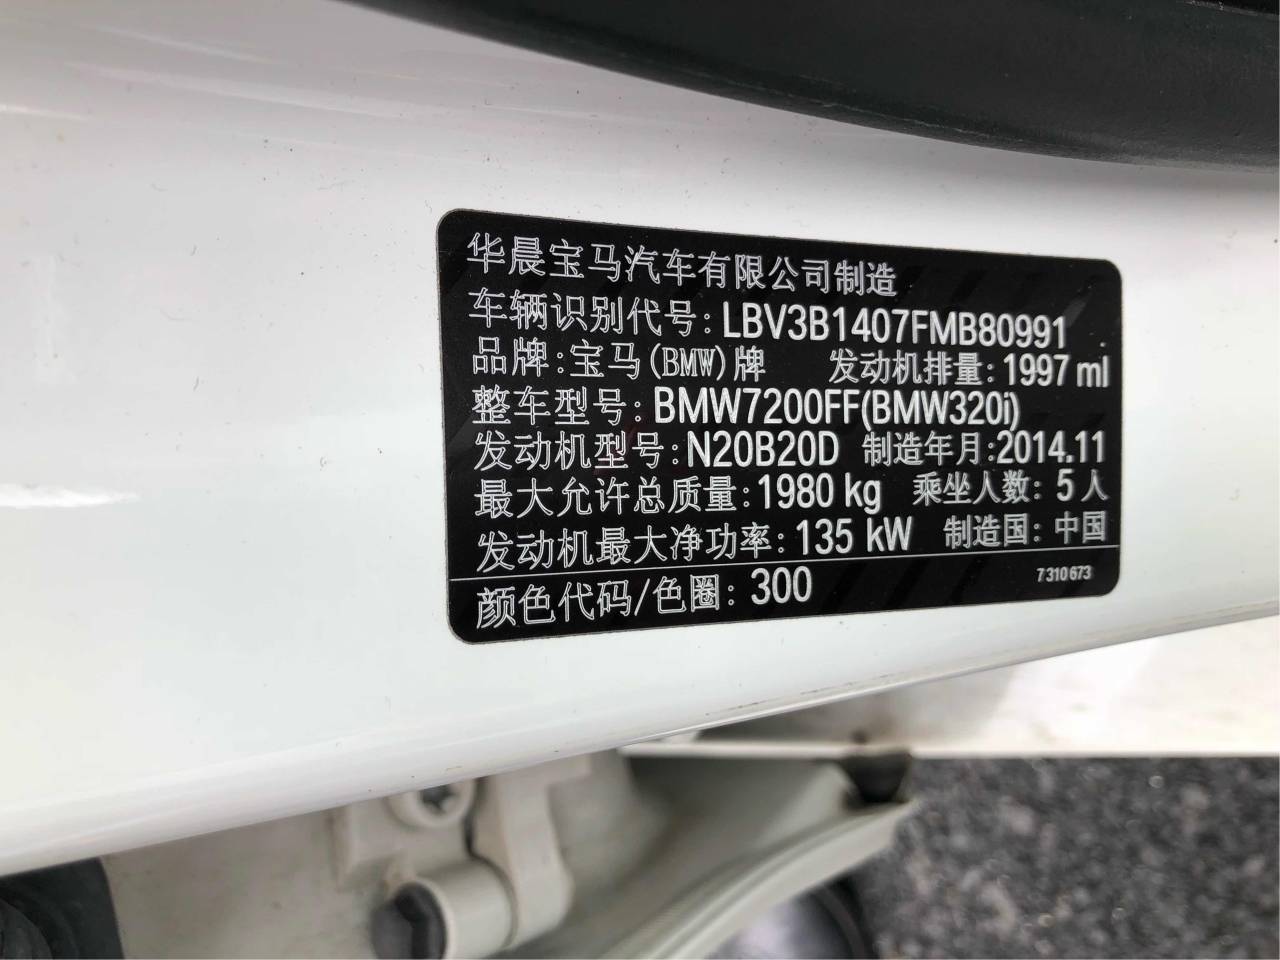 华晨宝马汽车有限公司制造
车辆识别代号: LBV3B1407FMB80991
品牌:宝马(BMW)牌 发动机排量: 1997 ml
整车型号: BMW7200FF(BMW320i)
发动机型号: N20B20D 制造年月:2014.11
最大允许总质量: 1980 kg 乘坐人数: 5人
发动机最大净功率: 135 kW 制造国: 中国
颜色代码/色圈: 300 7 310 673